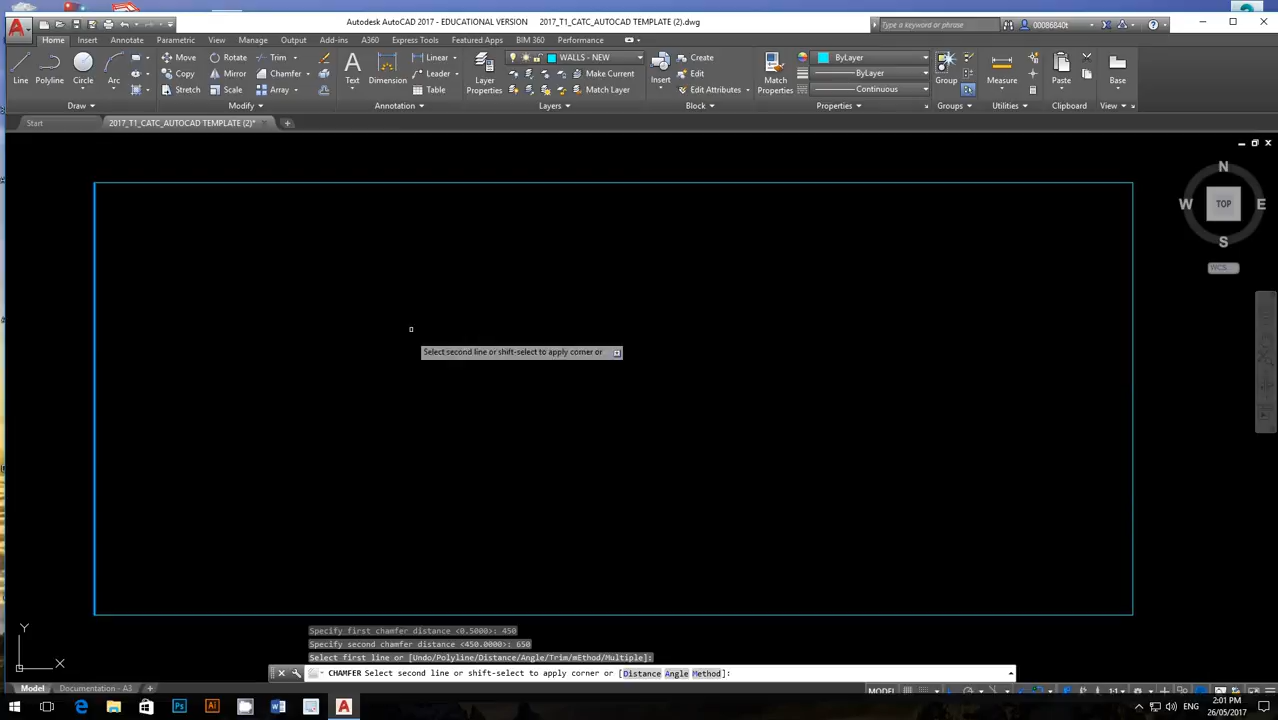 Autodesk AutoCAD 2017 - EDUCATIONAL VERSION 2017_T1_CATC_AUTOCAD TEMPLATE (2).dwg
Type a keyword or phrase
00086840t
Home Insert Annotate Parametric View Manage Output Add-ins A360 Express Tools Featured Apps BIM 360 Performance
Move Rotate Trim
Linear
WALLS - NEW
Create
ByLayer
Copy Mirror Chamfer
Leader
Make Current
Edit
ByLayer
Stretch Scale Array
Table
Match Layer
Edit Attributes
Continuous
Line Polyline Circle Arc
Text Dimension
Layer Properties
Insert
Match Properties
Group
Measure
Paste
Base
Draw Modify Annotation Layers Block Properties Groups Utilities Clipboard View
Start 2017_T1_CATC_AUTOCAD TEMPLATE (2)*
N
W TOP E
S
WCS
Select second line or shift-select to apply corner or
Y
X
Specify first chamfer distance <0.5000>: 450
Specify second chamfer distance <450.0000>: 650
Select first line or [Undo/Polyline/Distance/Angle/Trim/mEthod/Multiple]:
CHAMFER Select second line or shift-select to apply corner or [Distance Angle Method]:
Model Documentation - A3
MODEL
1:1
ENG
2:01 PM
26/05/2017